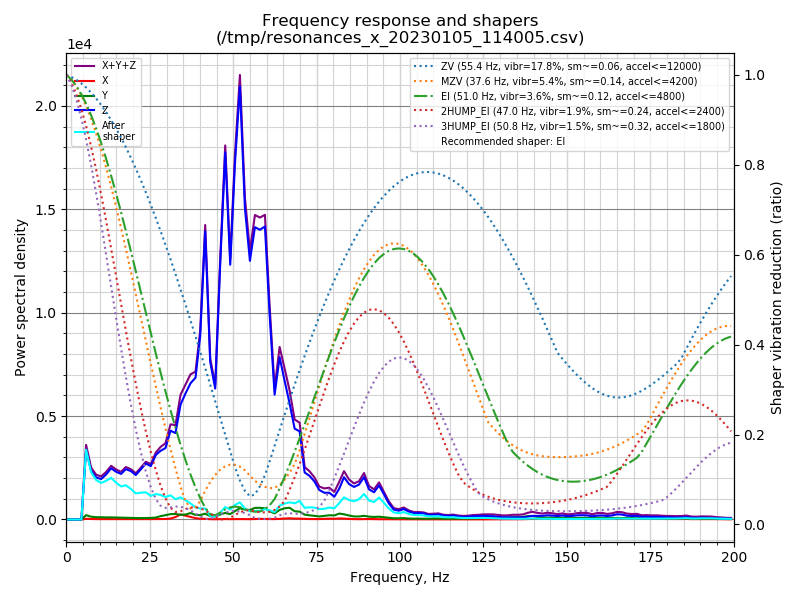 Frequency response and shapers
(/tmp/resonances_x_20230105_114005.csv)
1e4
X+Y+Z
X
Y
Z
After
shaper
ZV (55.4 Hz, vibr=17.8%, sm~=0.06, accel<=12000)
MZV (37.6 Hz, vibr=5.4%, sm~=0.14, accel<=4200)
EI (51.0 Hz, vibr=3.6%, sm~=0.12, accel<=4800)
2HUMP_EI (47.0 Hz, vibr=1.9%, sm~=0.24, accel<=2400)
3HUMP_EI (50.8 Hz, vibr=1.5%, sm~=0.32, accel<=1800)
Recommended shaper: EI
Power spectral density
2.0
1.5
1.0
0.5
0.0
1.0
0.8
0.6
0.4
0.2
0.0
Shaper vibration reduction (ratio)
0 25 50 75 100 125 150 175 200
Frequency, Hz